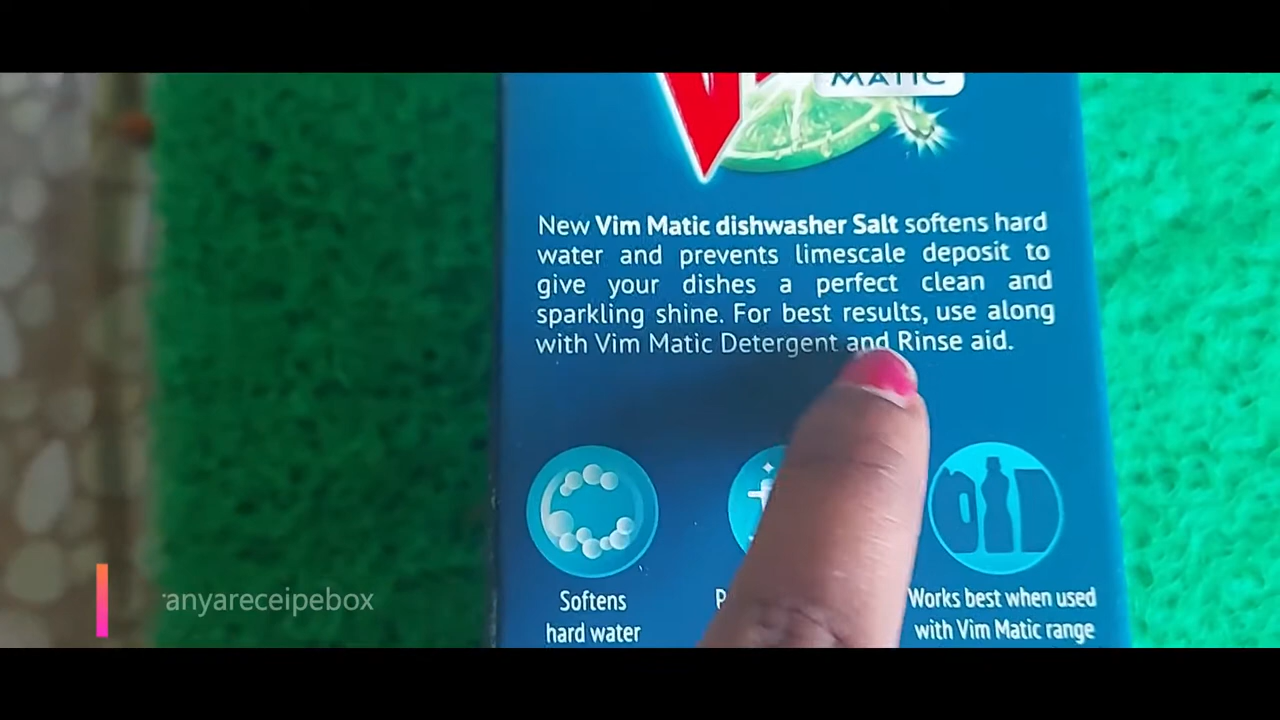 MATIC
New Vim Matic dishwasher Salt softens hard
water and prevents limescale deposit to
give your dishes a perfect clean and
sparkling shine. For best results, use along
with Vim Matic Detergent and Rinse aid.
Softens
hard water
Works best when used
with Vim Matic range
anyareceipebox